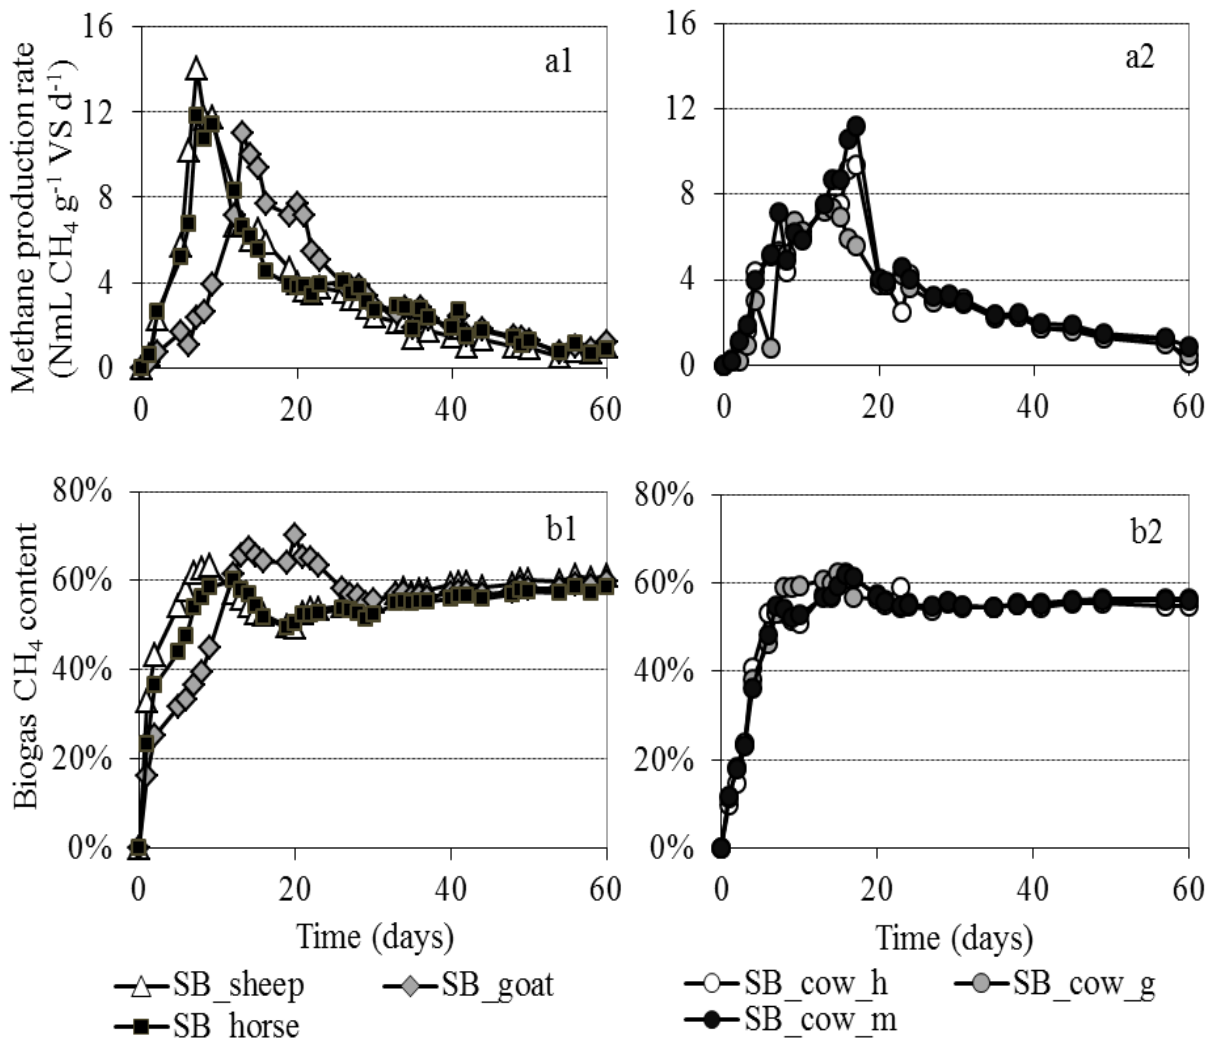 Methane production rate
(NmL CH₄ g⁻¹ VS d⁻¹)
16
12
8
4
0
0 20 40 60
a1
16
12
8
4
0
0 20 40 60
a2
Biogas CH₄ content
80%
60%
40%
20%
0%
0 20 40 60
b1
Time (days)
80%
60%
40%
20%
0%
0 20 40 60
b2
Time (days)
SB_sheep SB_goat
SB_horse
SB_cow_h SB_cow_g
SB_cow_m